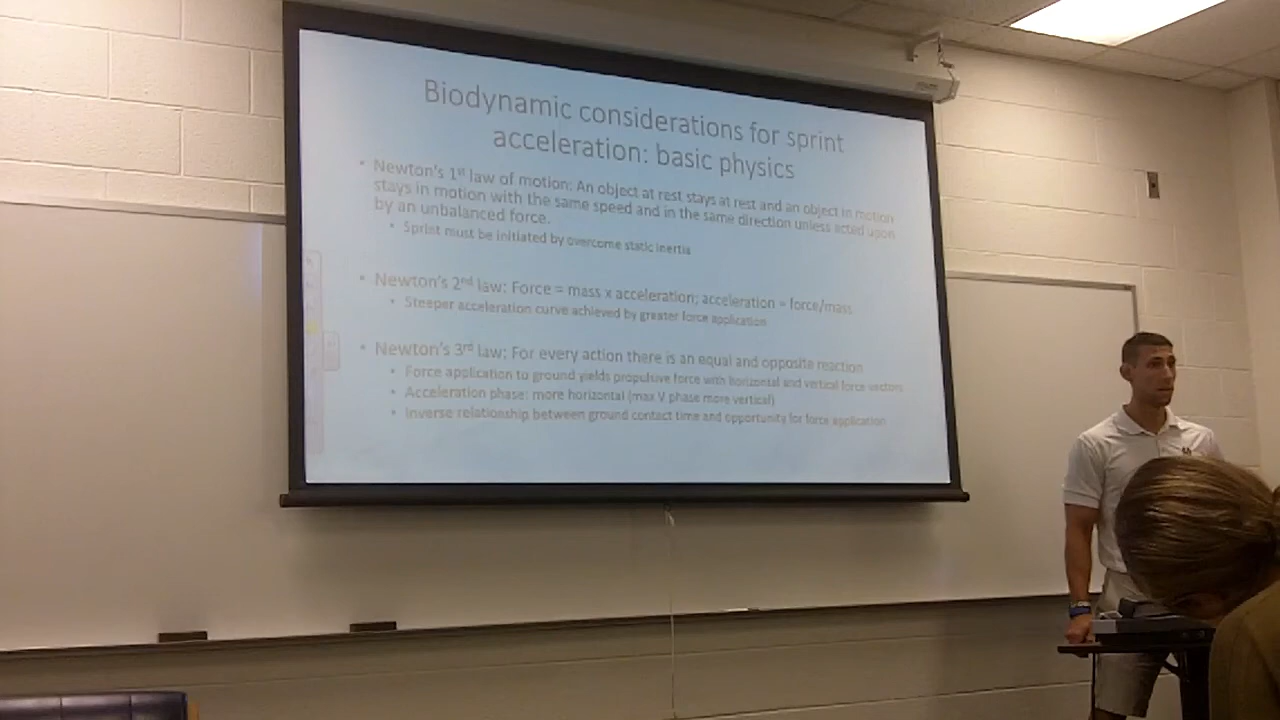 Biodynamic considerations for sprint
acceleration: basic physics
• Newton's 1st law of motion: An object at rest stays at rest and an object in motion
stays in motion with the same speed and in the same direction unless acted upon
by an unbalanced force.
• Sprint must be initiated by overcome static inertia
• Newton's 2nd law: Force = mass x acceleration; acceleration = force/mass
• Steeper acceleration curve achieved by greater force application
• Newton's 3rd law: For every action there is an equal and opposite reaction
• Force application to ground yields propulsive force with horizontal and vertical force vectors
• Acceleration phase: more horizontal (max V phase more vertical)
• Inverse relationship between ground contact time and opportunity for force application